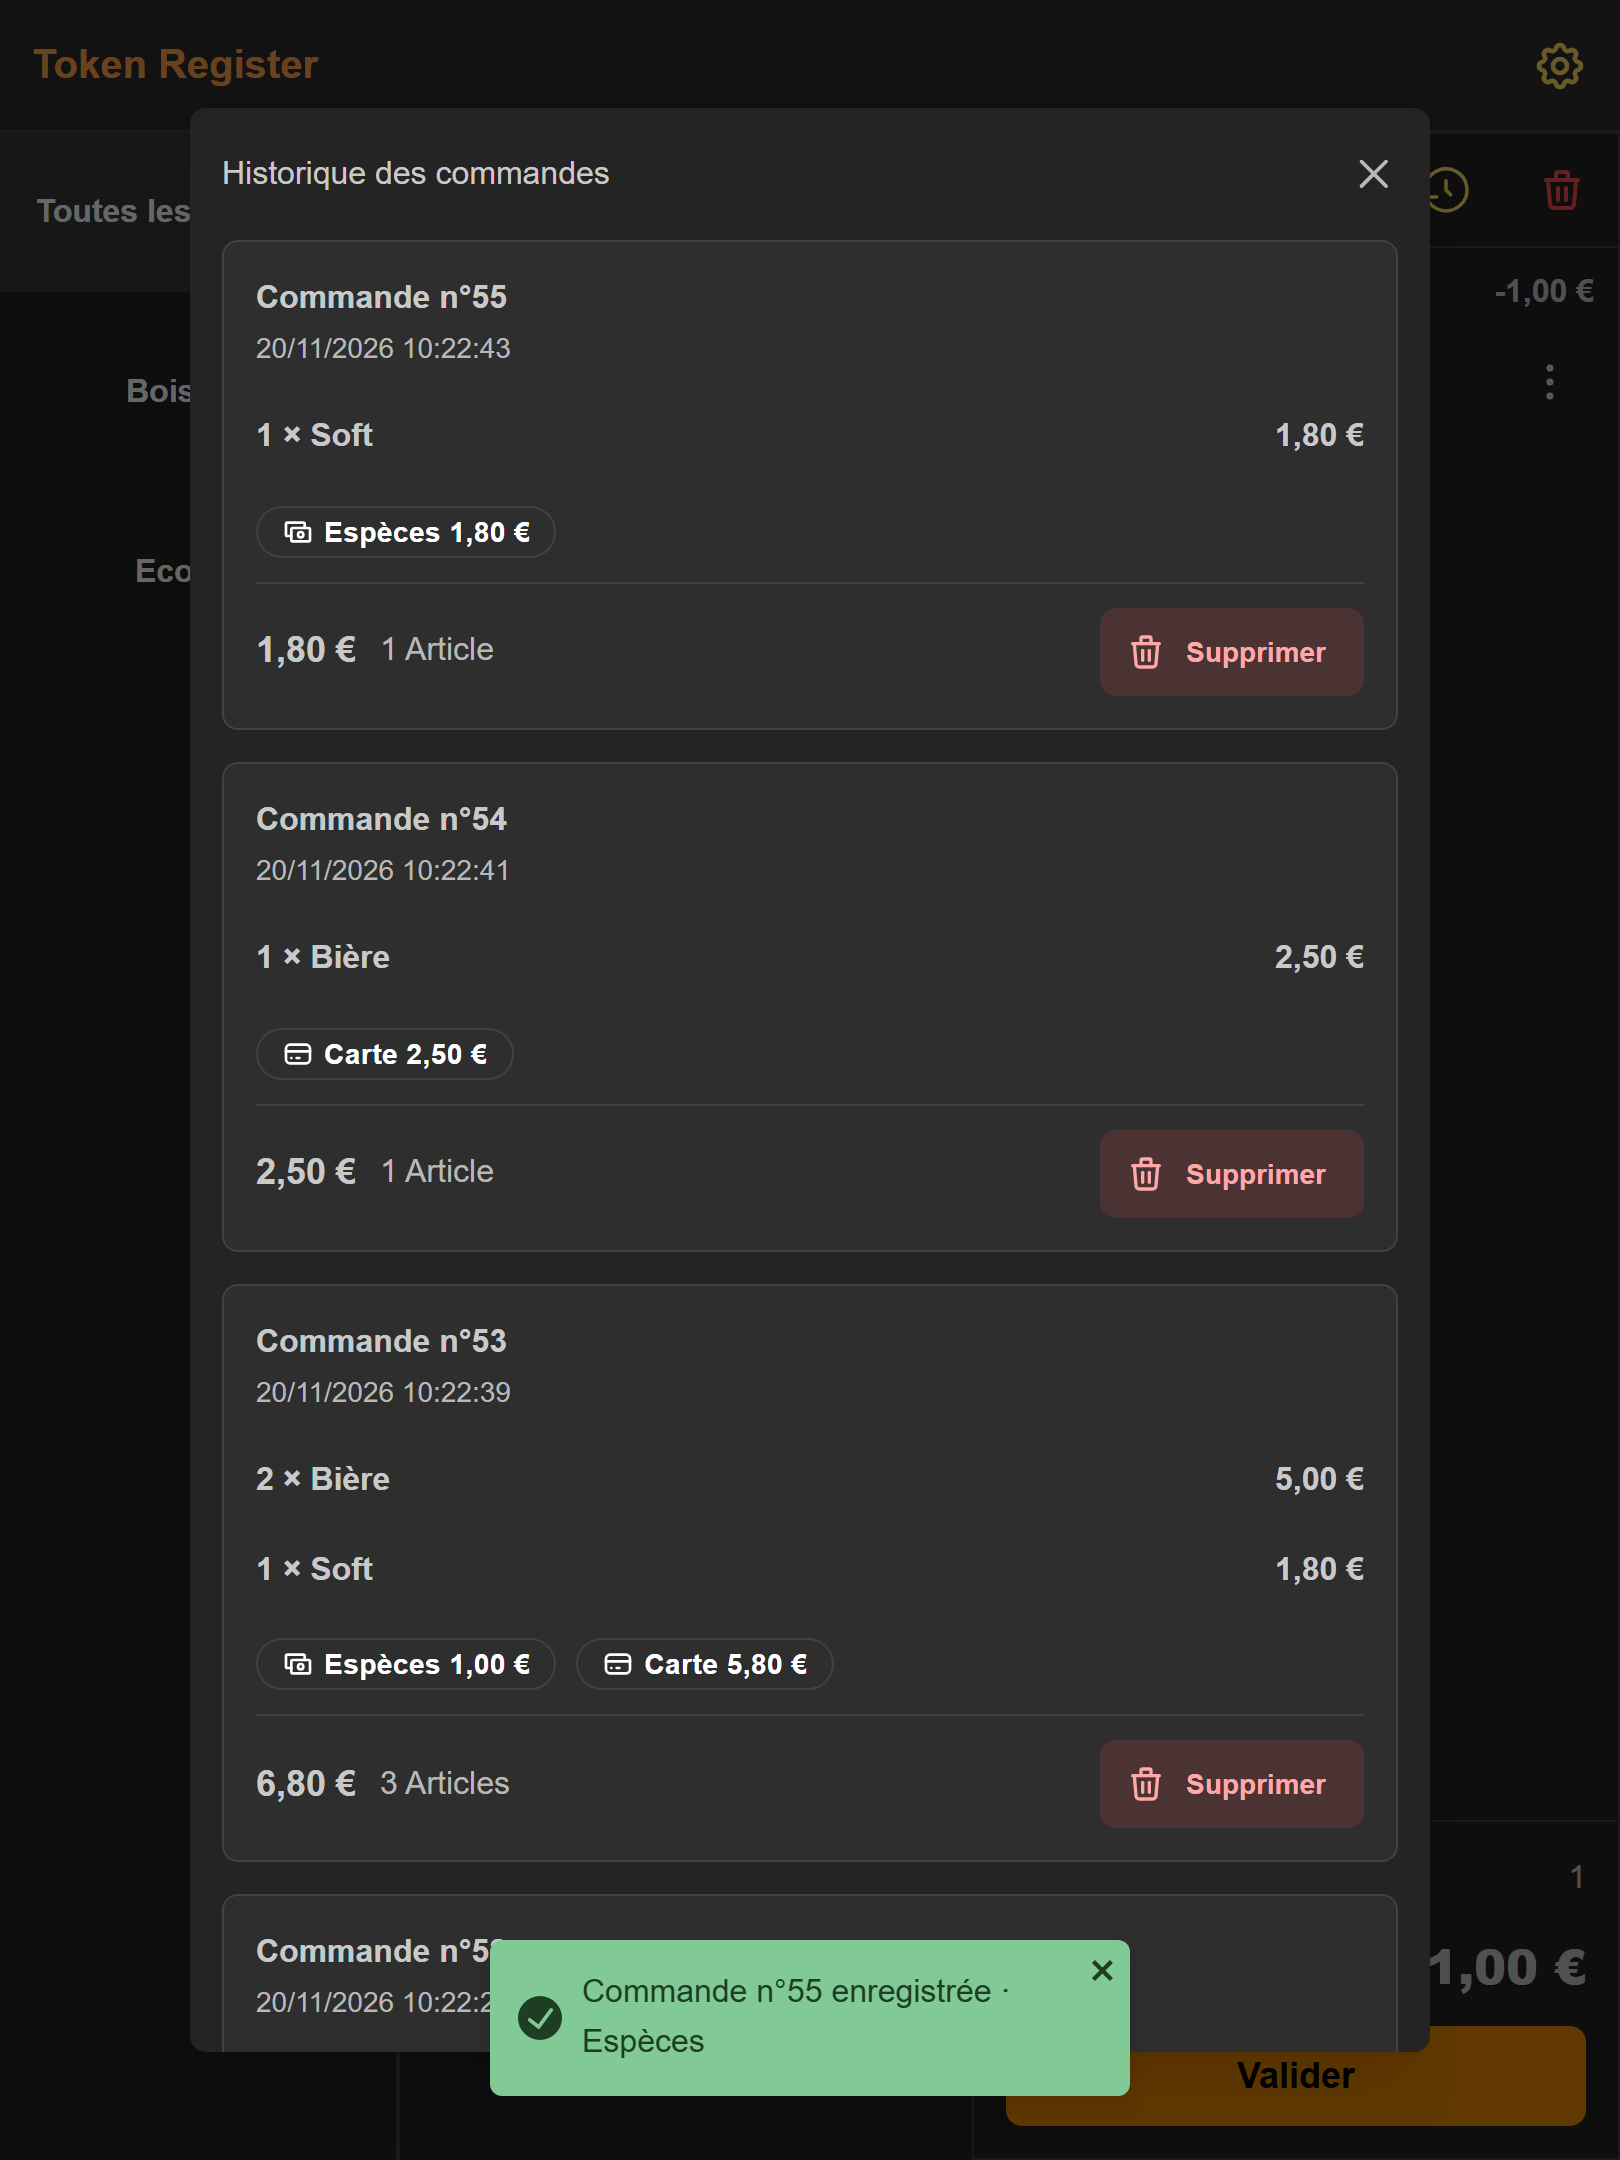 Token Register
Historique des commandes
Toutes les
-1,00 €
Commande n°55
20/11/2026 10:22:43
1 × Soft 1,80 €
Espèces 1,80 €
1,80 € 1 Article Supprimer
Commande n°54
20/11/2026 10:22:41
1 × Bière 2,50 €
Carte 2,50 €
2,50 € 1 Article Supprimer
Commande n°53
20/11/2026 10:22:39
2 × Bière 5,00 €
1 × Soft 1,80 €
Espèces 1,00 € Carte 5,80 €
6,80 € 3 Articles Supprimer
1
Commande
20/11/2026
1,00 €
Commande n°55 enregistrée ·
Espèces
Valider